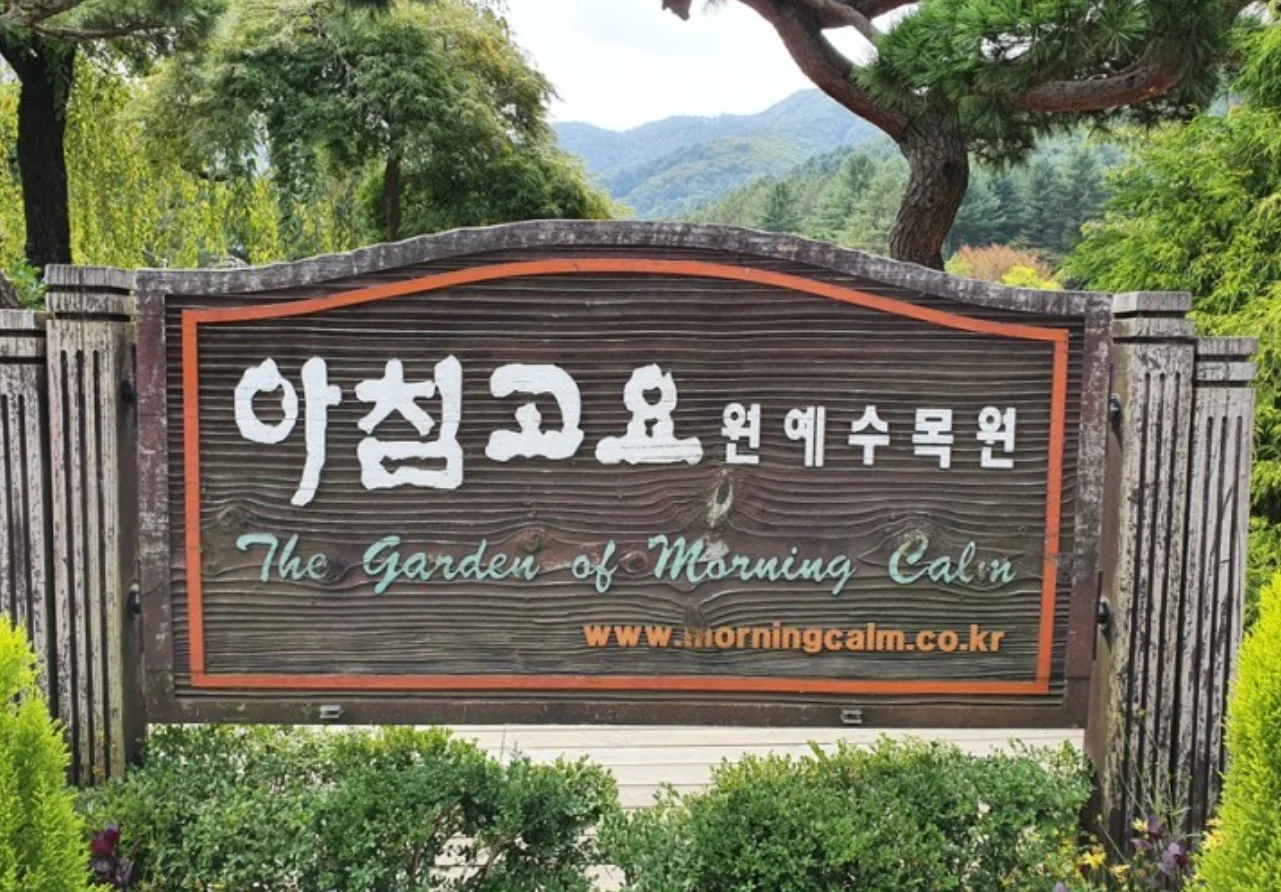 아침고요 원예수목원
The Garden of Morning Calm
www.morningcalm.co.kr